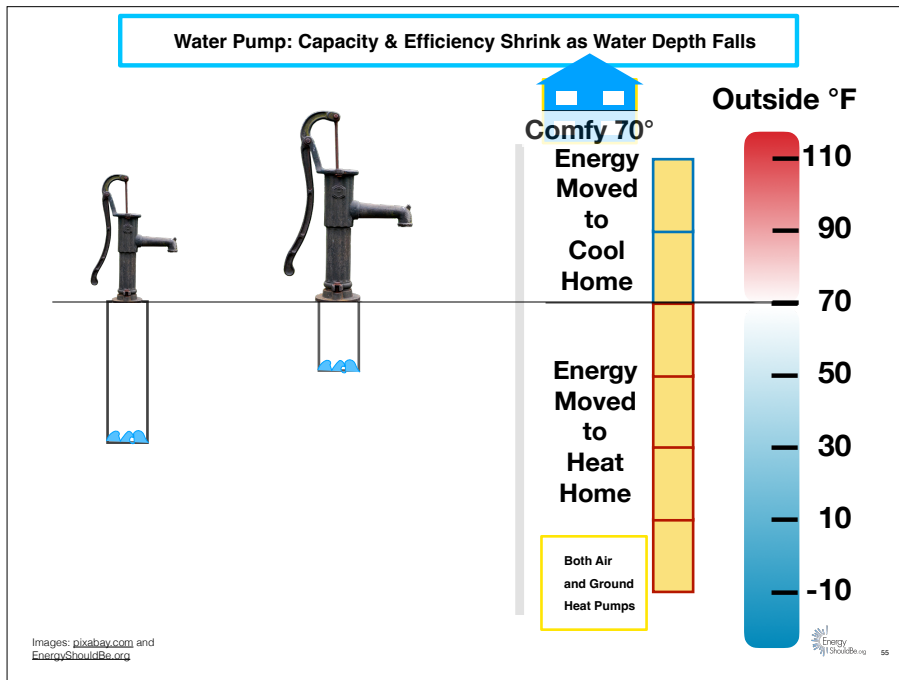 Water Pump: Capacity & Efficiency Shrink as Water Depth Falls
Outside °F
Comfy 70°
Energy
Moved
to
Cool
Home
Energy
Moved
to
Heat
Home
Both Air
and Ground
Heat Pumps
110
90
70
50
30
10
-10
Images: pixabay.com and
EnergyShouldBe.org
Energy
ShouldBe.org
55